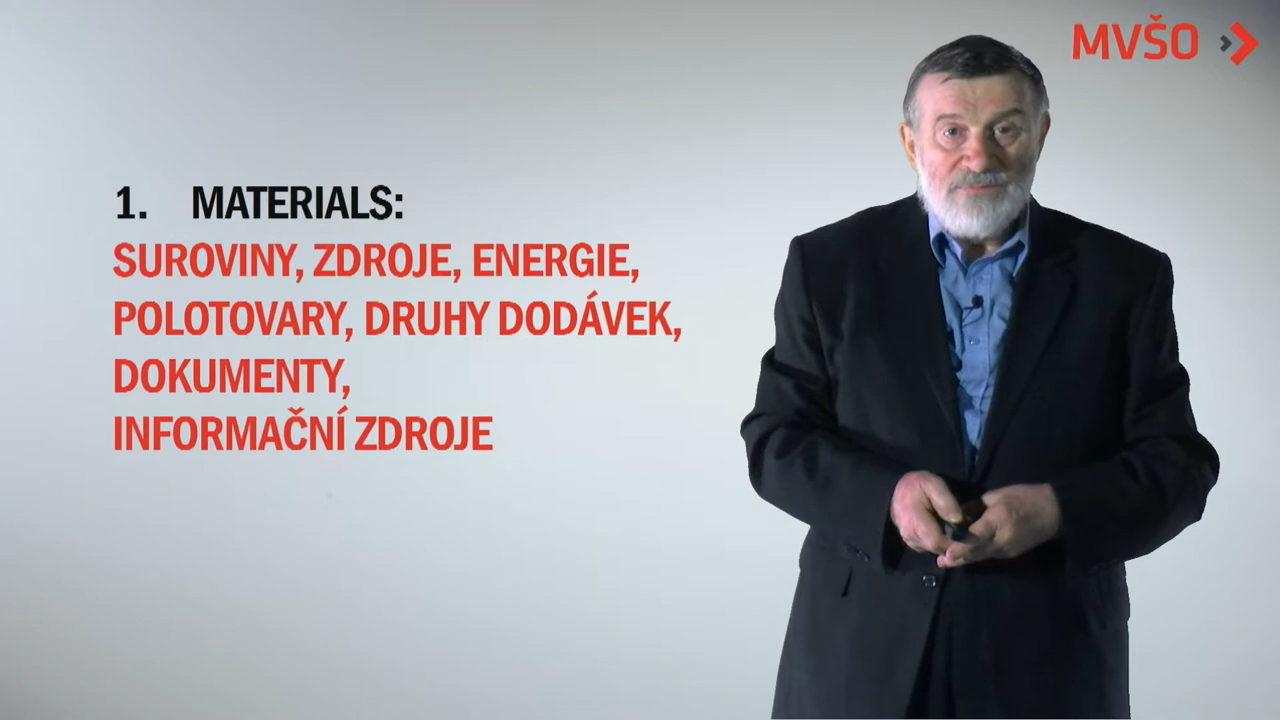 MVŠO
1. MATERIALS:
SUROVINY, ZDROJE, ENERGIE,
POLOTOVARY, DRUHY DODÁVEK,
DOKUMENTY,
INFORMAČNÍ ZDROJE